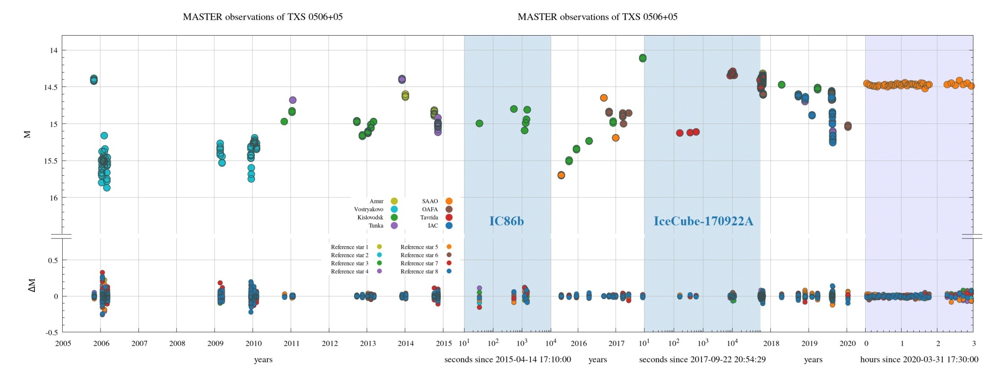 MASTER observations of TXS 0506+05
MASTER observations of TXS 0506+05
M
14
14.5
15
15.5
16
Amur
Vostryakovo
Kislovodsk
Tunka
SAAO
OAFA
Tavrida
IAC
IC86b
IceCube-170922A
ΔM
0.5
0
-0.5
Reference star 1
Reference star 2
Reference star 3
Reference star 4
Reference star 5
Reference star 6
Reference star 7
Reference star 8
2005 2006 2007 2008 2009 2010 2011 2012 2013 2014 2015 10¹ 10² 10³ 10⁴ 2016 2017 10¹ 10² 10³ 10⁴ 2018 2019 2020 0 1 2 3
years seconds since 2015-04-14 17:10:00 years seconds since 2017-09-22 20:54:29 years hours since 2020-03-31 17:30:00